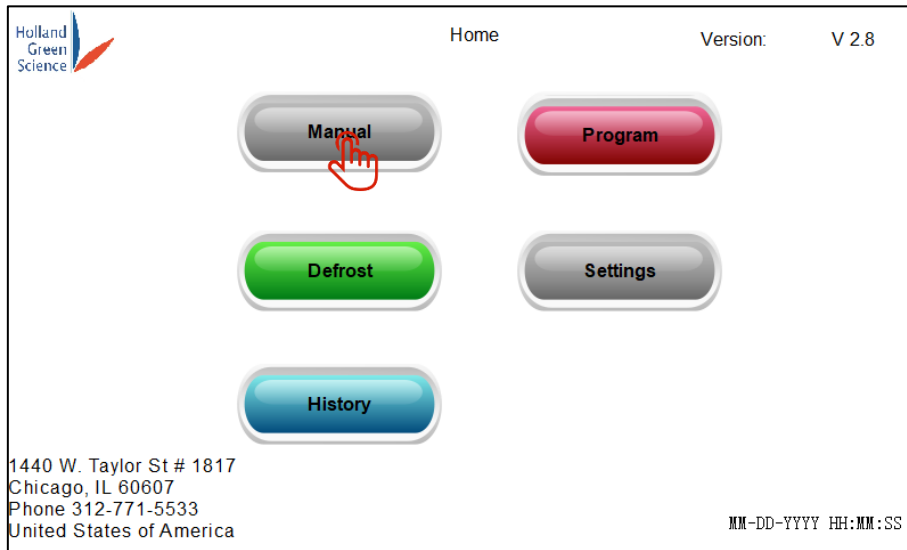 Holland
Green
Science
Home
Version: V 2.8
Manual
Program
Defrost
Settings
History
1440 W. Taylor St # 1817
Chicago, IL 60607
Phone 312-771-5533
United States of America
MM-DD-YYYY HH:MM:SS